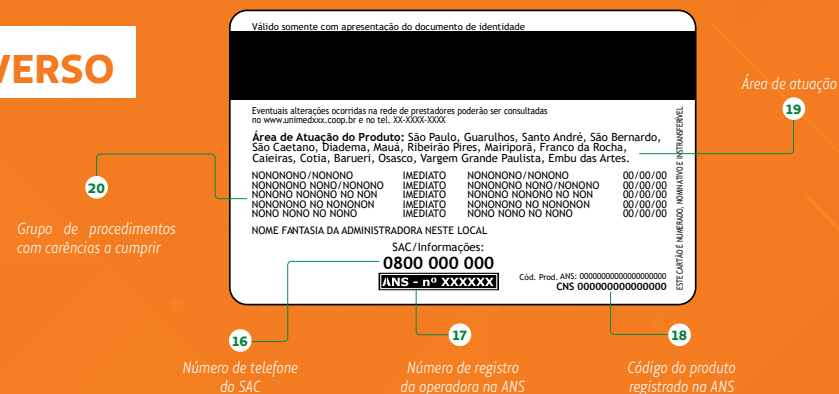 VERSO
Válido somente com apresentação do documento de identidade
Eventuais alterações ocorridas na rede de prestadores poderão ser consultadas
no www.unimedxxx.coop.br e no tel. XX-XXXX-XXXX
Área de Atuação do Produto: São Paulo, Guarulhos, Santo André, São Bernardo,
São Caetano, Diadema, Mauá, Ribeirão Pires, Mairiporã, Franco da Rocha,
Caieiras, Cotia, Barueri, Osasco, Vargem Grande Paulista, Embu das Artes.
NONONONO/NONONO IMEDIATO NONONONO/NONONO 00/00/00
NONONONO NONO/NONONO IMEDIATO NONONONO NONO/NONONO 00/00/00
NONONO NONONO NO NON IMEDIATO NONONO NONONO NO NON 00/00/00
NONONONO NO NONONON IMEDIATO NONONONO NO NONONON 00/00/00
NONO NONO NO NONO IMEDIATO NONO NONO NO NONO 00/00/00
NOME FANTASIA DA ADMINISTRADORA NESTE LOCAL
SAC/Informações:
0800 000 000
ANS - nº XXXXXX
Cód. Prod. ANS: 00000000000000000000
CNS 000000000000000
ESTE CARTÃO É NUMERADO, NOMINATIVO E INSTRANSFERÍVEL
Área de atuação
19
20
Grupo de procedimentos
com carências a cumprir
16
Número de telefone
do SAC
17
Número de registro
da operadora na ANS
18
Código do produto
registrado na ANS